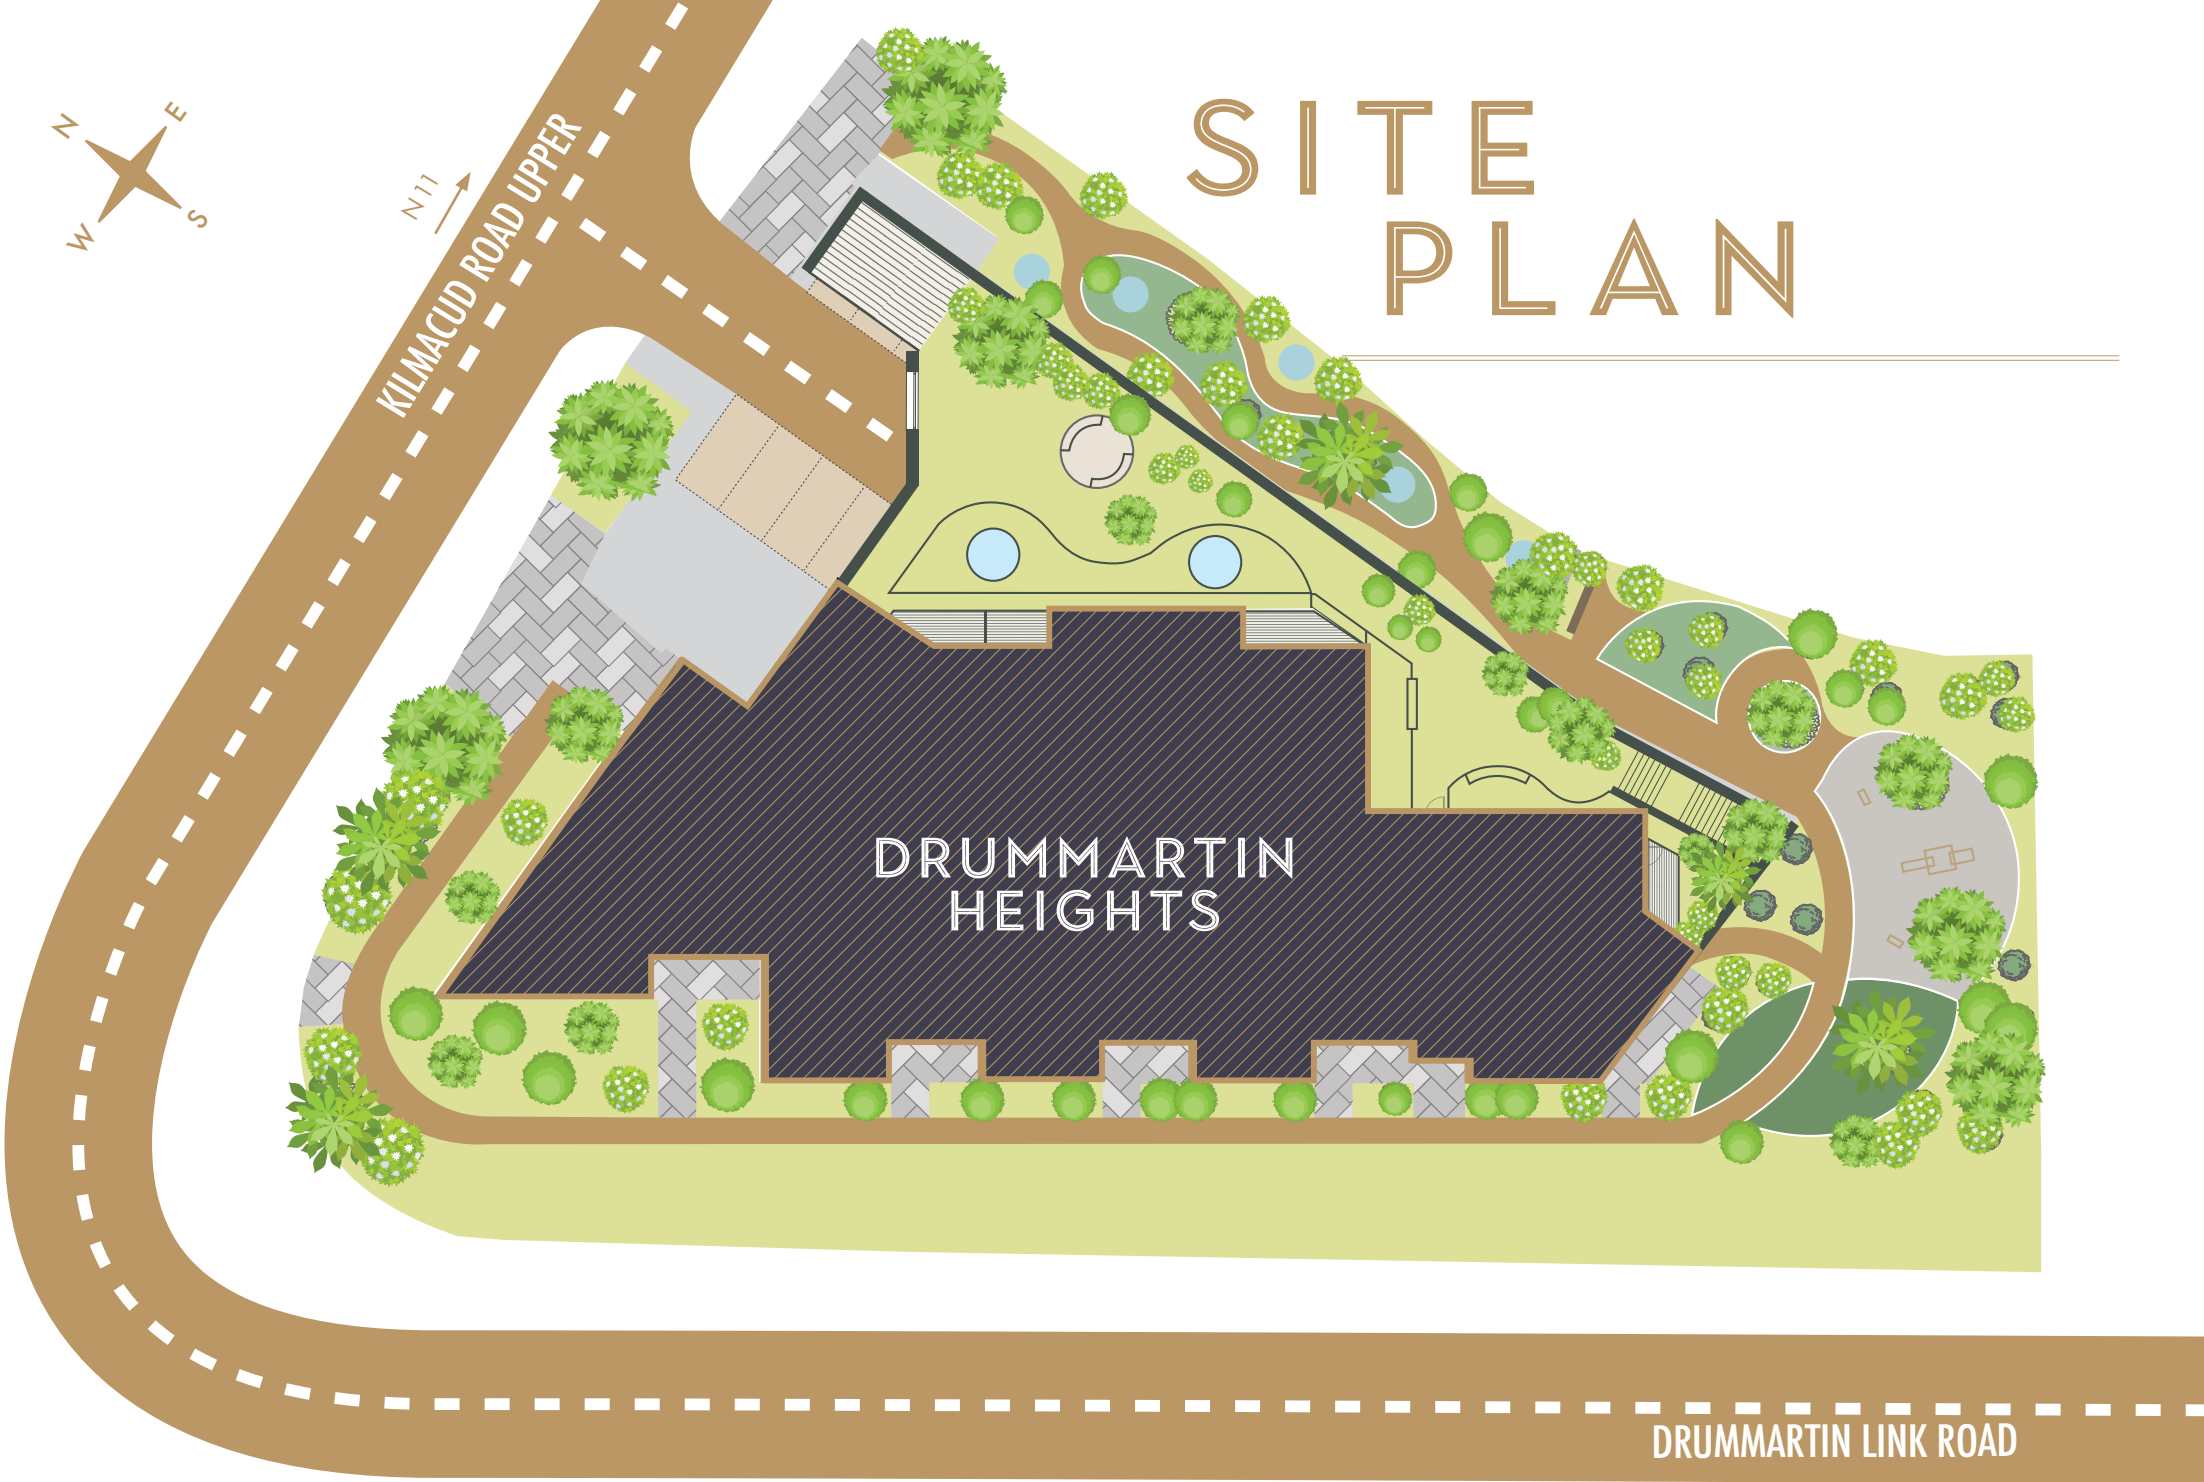 SITE
PLAN
N
E
S
W
N11
KILMACUD ROAD UPPER
DRUMMARTIN
HEIGHTS
DRUMMARTIN LINK ROAD